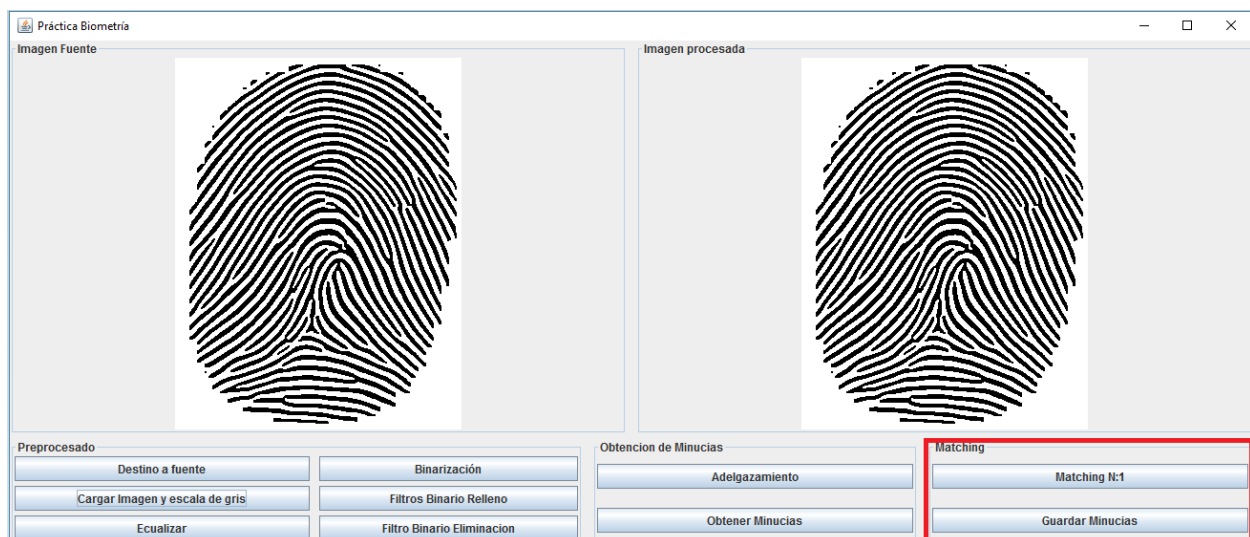 Práctica Biometría
Imagen Fuente
Imagen procesada
Preprocesado
Destino a fuente
Binarización
Cargar Imagen y escala de gris
Filtros Binario Relleno
Ecualizar
Filtro Binario Eliminacion
Obtencion de Minucias
Adelgazamiento
Obtener Minucias
Matching
Matching N:1
Guardar Minucias